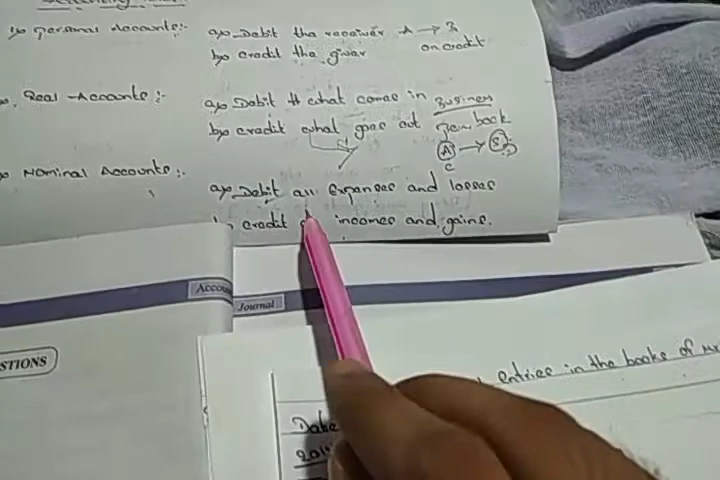 Personal Accounts:- a) Debit the receiver A → B
b) credit the giver on credit
Real Accounts:- a) Debit what comes in Business
b) credit what goes out
A → S
c
Nominal Accounts:- a) Debit all Expenses and losses
credit incomes and gains.
Accou
Journal
STIONS
entries in the books of Mr
Date